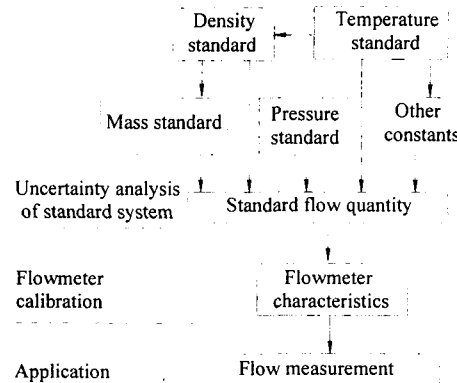 Density
standard
Temperature
standard
Mass standard
Pressure
standard
Other
constants
Uncertainty analysis
of standard system
Standard flow quantity
Flowmeter
calibration
Flowmeter
characteristics
Application
Flow measurement